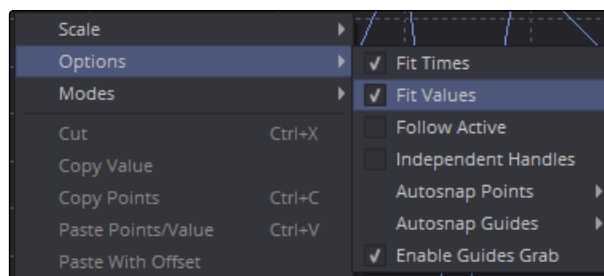 Scale
Options
Modes
Cut Ctrl+X
Copy Value
Copy Points Ctrl+C
Paste Points/Value Ctrl+V
Paste With Offset
Fit Times
Fit Values
Follow Active
Independent Handles
Autosnap Points
Autosnap Guides
Enable Guides Grab